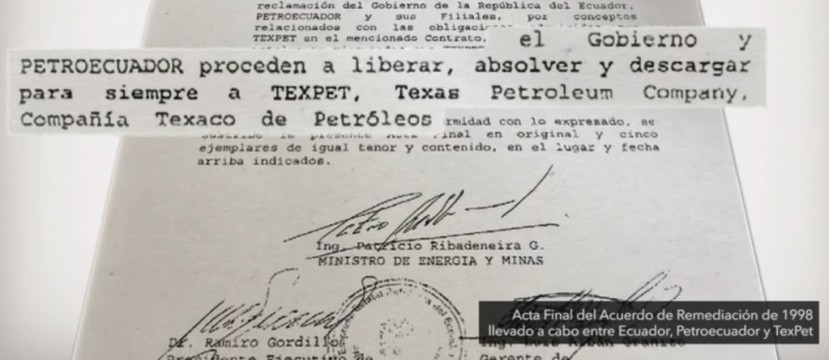 reclamación del Gobierno de la República del Ecuador,
PETROECUADOR y sus Filiales, por conceptos
relacionados con las
TEXPET en el mencionado Contrato,
el Gobierno y
PETROECUADOR proceden a liberar, absolver y descargar
para siempre a TEXPET, Texas Petroleum Company,
Compañía Texaco de Petróleos
rmidad con lo expresado, se
final en original y cinco
ejemplares de igual tenor y contenido, en el lugar y fecha
arriba indicados.
Ing. Patricio Ribadeneira G.
MINISTRO DE ENERGIA Y MINAS
Dr. Ramiro Gordillo
Gerente de
Acta Final del Acuerdo de Remediación de 1998
llevado a cabo entre Ecuador, Petroecuador y TexPet